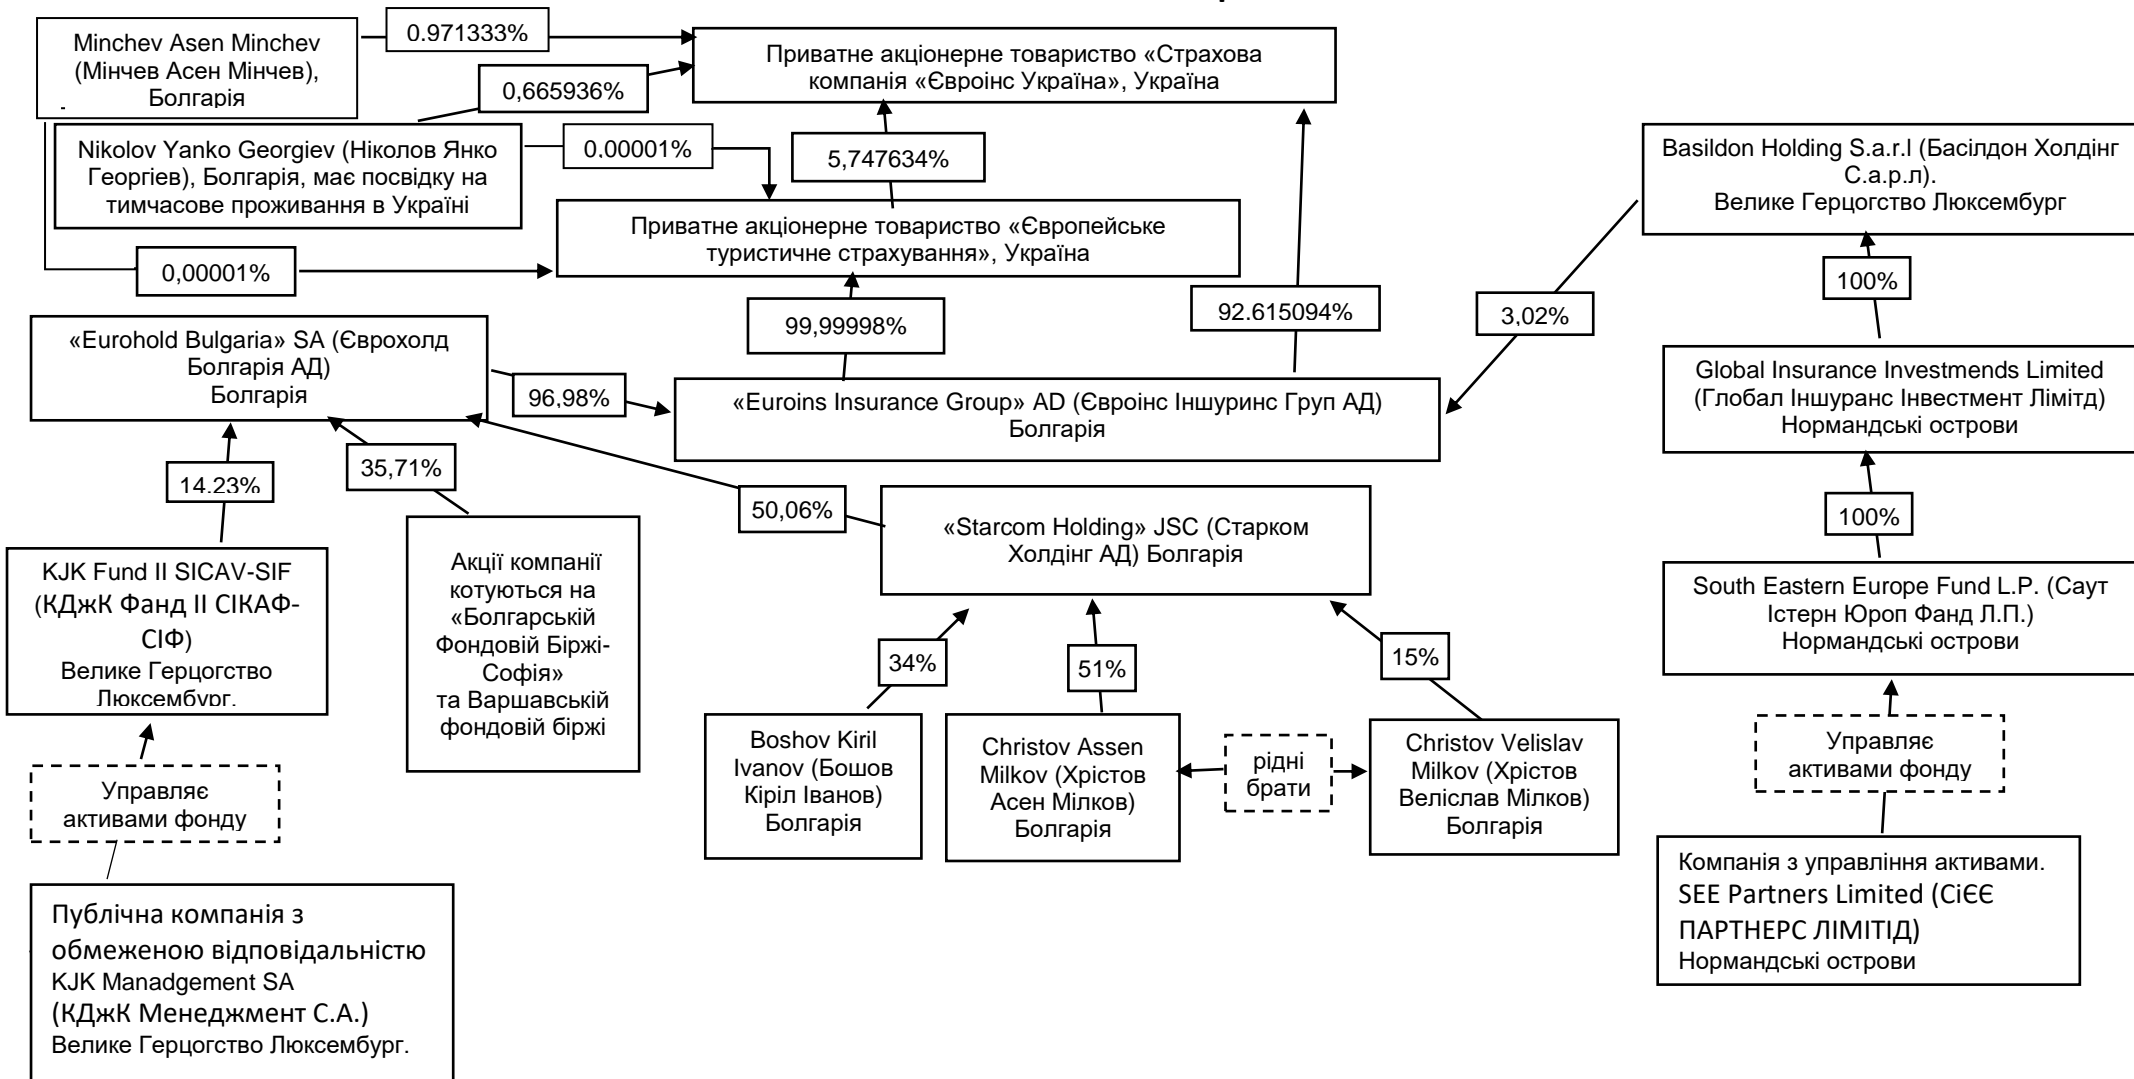 Minchev Asen Minchev
(Мінчев Асен Мінчев),
Болгарія
0.971333%
Приватне акціонерне товариство «Страхова
компанія «Євроінс Україна», Україна
0,665936%
Nikolov Yanko Georgiev (Ніколов Янко
Георгіев), Болгарія, має посвідку на
тимчасове проживання в Україні
0.00001%
5,747634%
Basildon Holding S.a.r.l (Басілдон Холдінг
С.а.р.л).
Велике Герцогство Люксембург
Приватне акціонерне товариство «Європейське
туристичне страхування», Україна
0,00001%
100%
99,99998%
92.615094%
3,02%
«Eurohold Bulgaria» SA (Єврохолд
Болгарія АД)
Болгарія
96,98%
«Euroins Insurance Group» AD (Євроінс Іншуринс Груп АД)
Болгарія
Global Insurance Investmends Limited
(Глобал Іншуранс Інвестмент Лімітд)
Нормандські острови
14.23%
35,71%
50,06%
100%
«Starcom Holding» JSC (Старком
Холдінг АД) Болгарія
KJK Fund II SICAV-SIF
(КДжК Фанд II СІКАФ-
СІФ)
Велике Герцогство
Люксембург.
Акції компанії
котуються на
«Болгарській
Фондовій Біржі-
Софія»
та Варшавській
фондовій біржі
South Eastern Europe Fund L.P. (Саут
Істерн Юроп Фанд Л.П.)
Нормандські острови
34%
51%
15%
Boshov Kiril
Ivanov (Бошов
Кіріл Іванов)
Болгарія
Christov Assen
Milkov (Хрістов
Асен Мілков)
Болгарія
рідні
брати
Christov Velislav
Milkov (Хрістов
Веліслав Мілков)
Болгарія
Управляє
активами фонду
Управляє
активами фонду
Публічна компанія з
обмеженою відповідальністю
KJK Manadgement SA
(КДжК Менеджмент С.А.)
Велике Герцогство Люксембург.
Компанія з управління активами.
SEE Partners Limited (СіЄЄ
ПАРТНЕРС ЛІМІТІД)
Нормандські острови